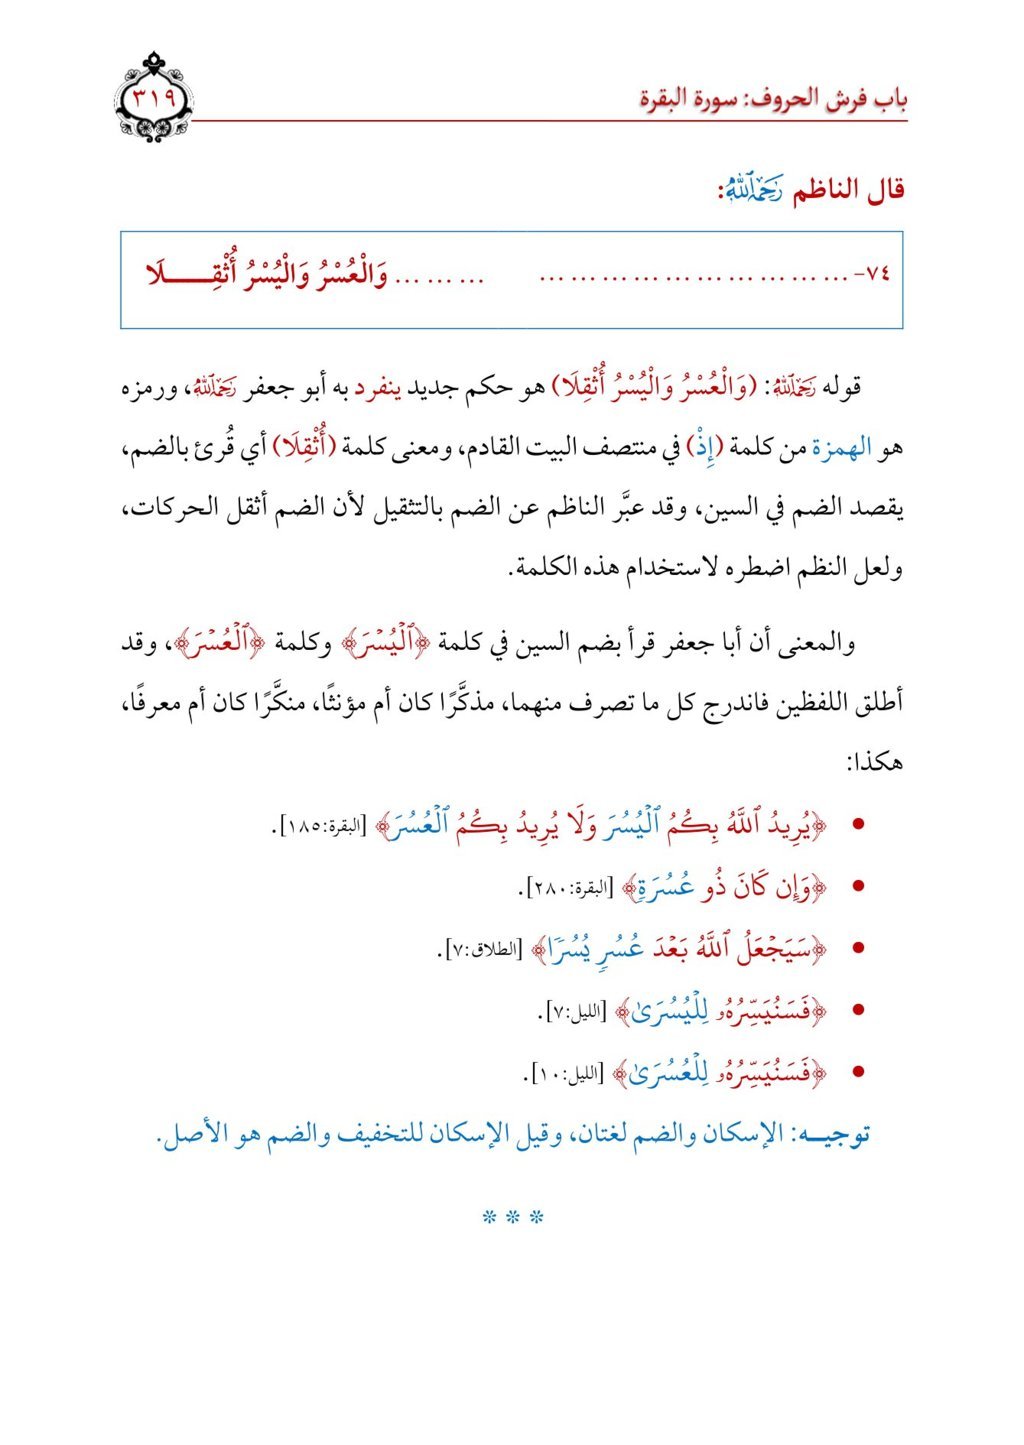 باب فرش الحروف: سورة البقرة
٣١٩
قال الناظم رَحِمَهُ ٱللَّهُ:
٧٤- ... ... ... ... ... ... ... ... ... ... ... ... ... وَالْعُسْرُ وَالْيُسْرُ أُثْقِـــــلَا
قوله رَحِمَهُ ٱللَّهُ: (وَالْعُسْرُ وَالْيُسْرُ أُثْقِلَا) هو حكم جديد ينفرد به أبو جعفر رَحِمَهُ ٱللَّهُ، ورمزه
هو الهمزة من كلمة (إِذْ) في منتصف البيت القادم، ومعنى كلمة (أُثْقِلَا) أي قُرئ بالضم،
يقصد الضم في السين، وقد عبَّر الناظم عن الضم بالتثقيل لأن الضم أثقل الحركات،
ولعل النظم اضطره لاستخدام هذه الكلمة.
والمعنى أن أبا جعفر قرأ بضم السين في كلمة ﴿ٱلۡيُسۡرَ﴾ وكلمة ﴿ٱلۡعُسۡرَ﴾، وقد
أطلق اللفظين فاندرج كل ما تصرف منهما، مذكَّرًا كان أم مؤنثًا، منكَّرًا كان أم معرفًا،
هكذا:
• ﴿يُرِيدُ ٱللَّهُ بِكُمُ ٱلۡيُسُرَ وَلَا يُرِيدُ بِكُمُ ٱلۡعُسُرَ﴾ [البقرة:١٨٥].
• ﴿وَإِن كَانَ ذُو عُسُرَةٖ﴾ [البقرة:٢٨٠].
• ﴿سَيَجۡعَلُ ٱللَّهُ بَعۡدَ عُسُرٖ يُسُرٗا﴾ [الطلاق:٧].
• ﴿فَسَنُيَسِّرُهُۥ لِلۡيُسُرَىٰ﴾ [الليل:٧].
• ﴿فَسَنُيَسِّرُهُۥ لِلۡعُسُرَىٰ﴾ [الليل:١٠].
توجيـــه: الإسكان والضم لغتان، وقيل الإسكان للتخفيف والضم هو الأصل.
* * *